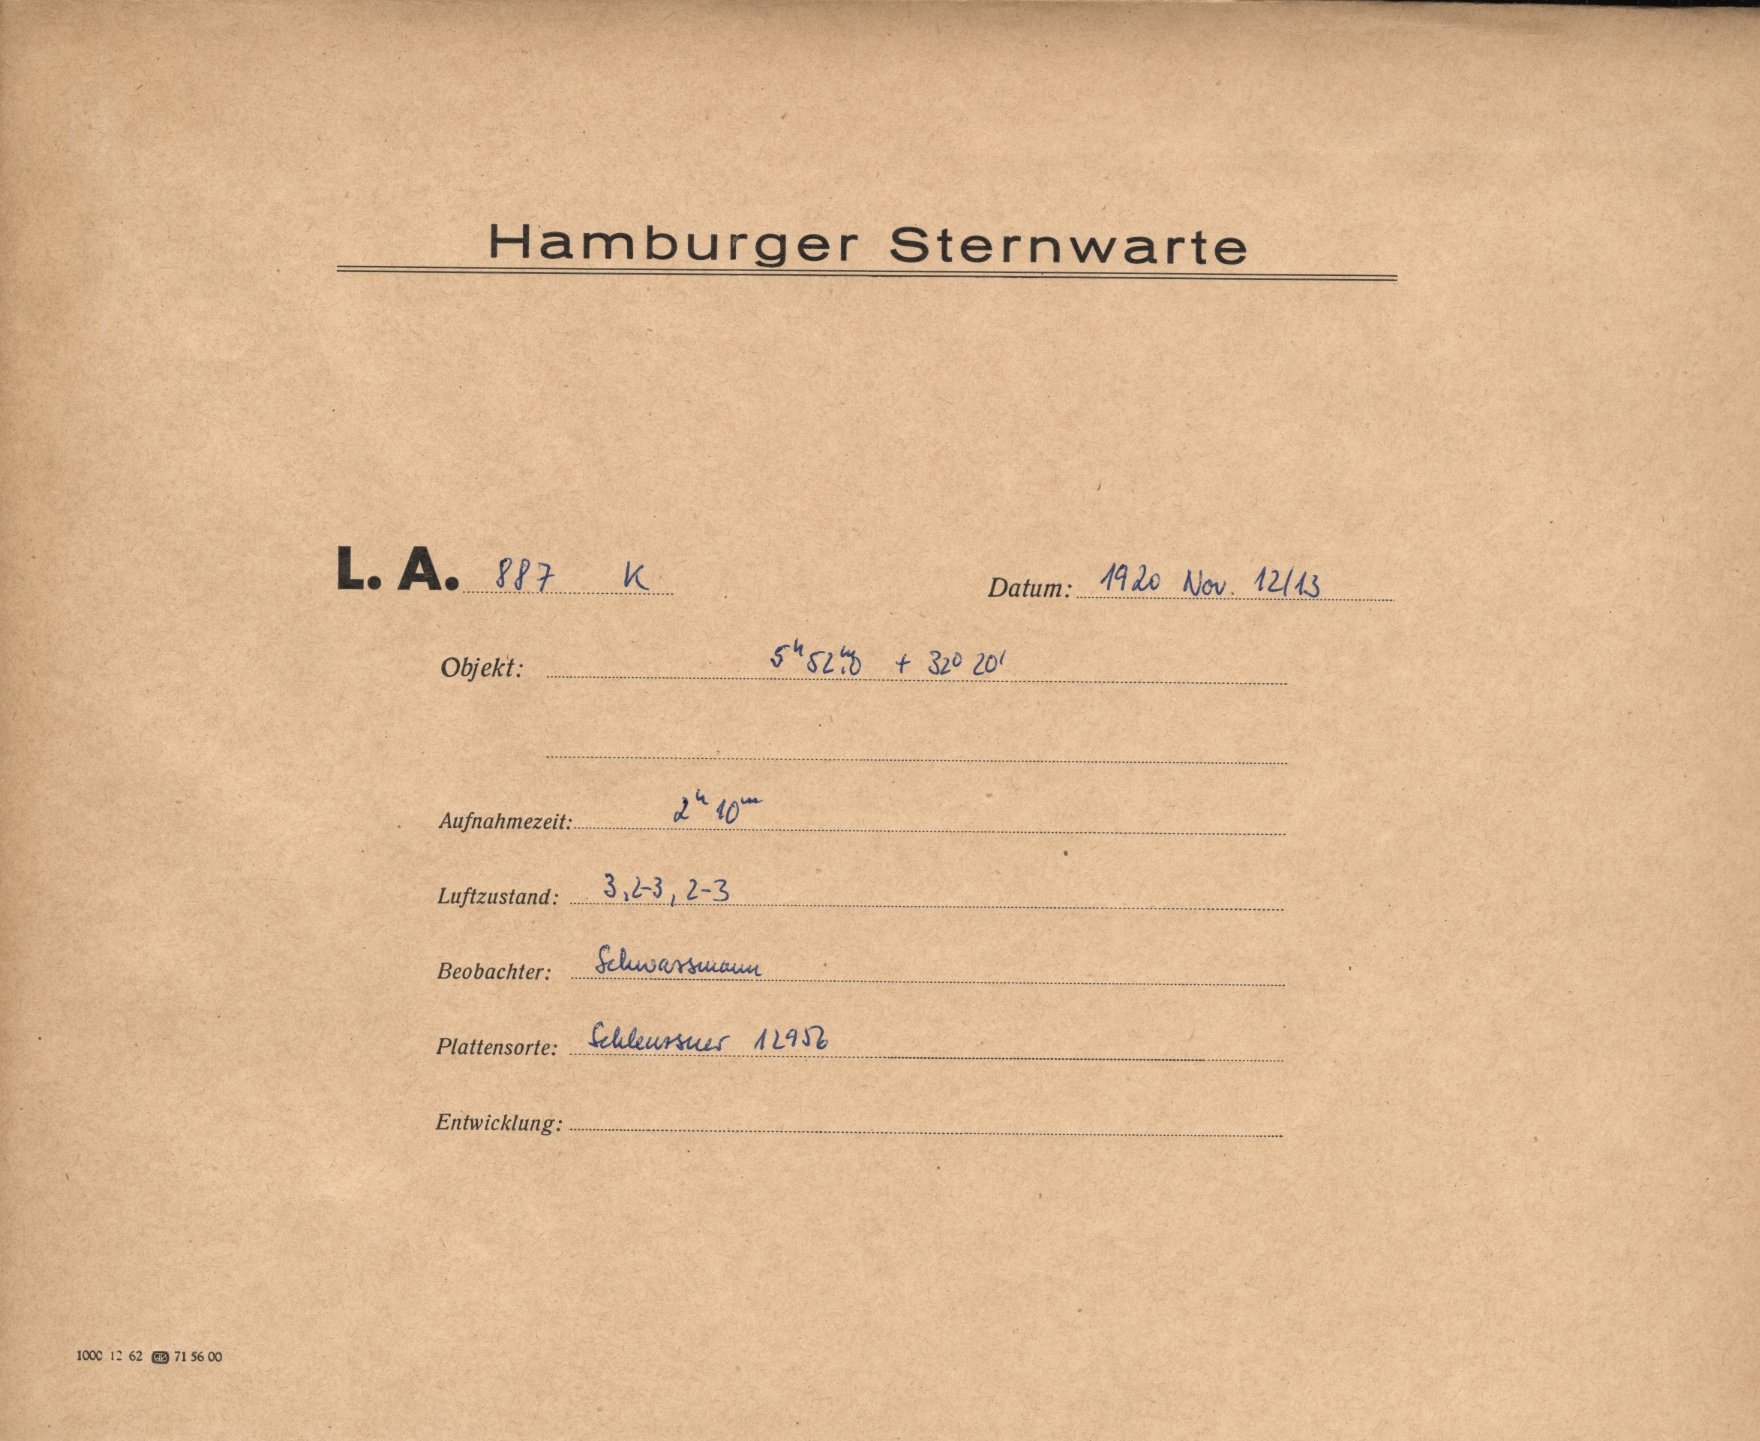 Hamburger Sternwarte
L. A. 887 K Datum: 1920 Nov. 12/13
Objekt: 5ʰ 52ᵐ.0 + 32° 20'
Aufnahmezeit: 2ʰ 10ᵐ
Luftzustand: 3, 2-3, 2-3
Beobachter: Schwassmann
Plattensorte: Schleussner 12956
Entwicklung:
1000 12 62 71 56 00